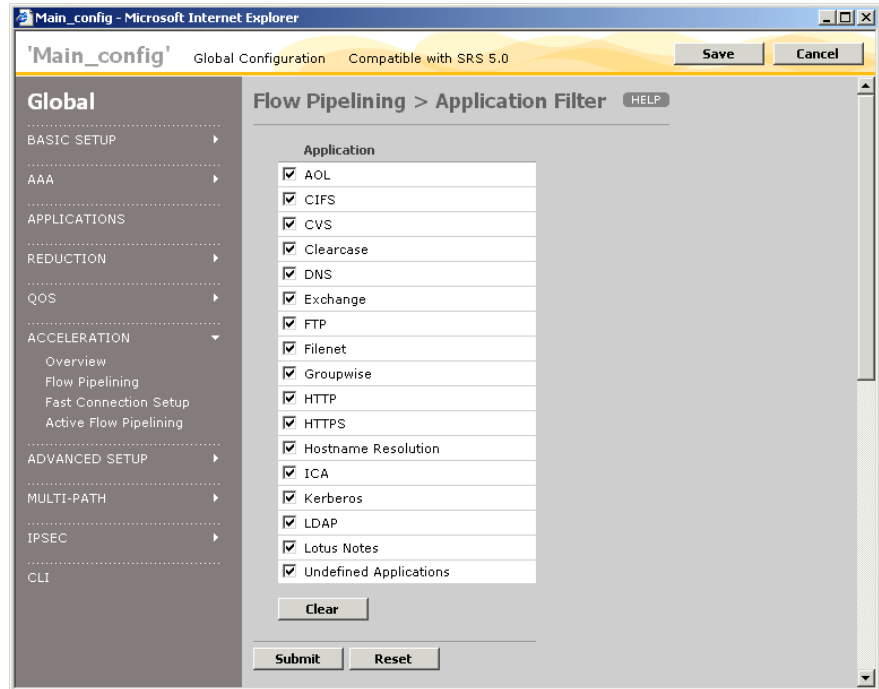 Main_config - Microsoft Internet Explorer
'Main_config' Global Configuration Compatible with SRS 5.0 Save Cancel
Global
BASIC SETUP
AAA
APPLICATIONS
REDUCTION
QOS
ACCELERATION
Overview
Flow Pipelining
Fast Connection Setup
Active Flow Pipelining
ADVANCED SETUP
MULTI-PATH
IPSEC
CLI
Flow Pipelining > Application Filter HELP
Application
AOL
CIFS
CVS
Clearcase
DNS
Exchange
FTP
Filenet
Groupwise
HTTP
HTTPS
Hostname Resolution
ICA
Kerberos
LDAP
Lotus Notes
Undefined Applications
Clear
Submit Reset